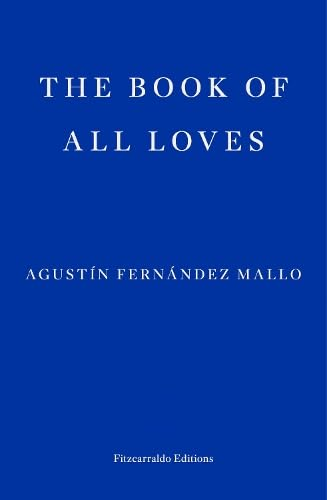 THE BOOK OF
ALL LOVES
AGUSTÍN FERNÁNDEZ MALLO
Fitzcarraldo Editions